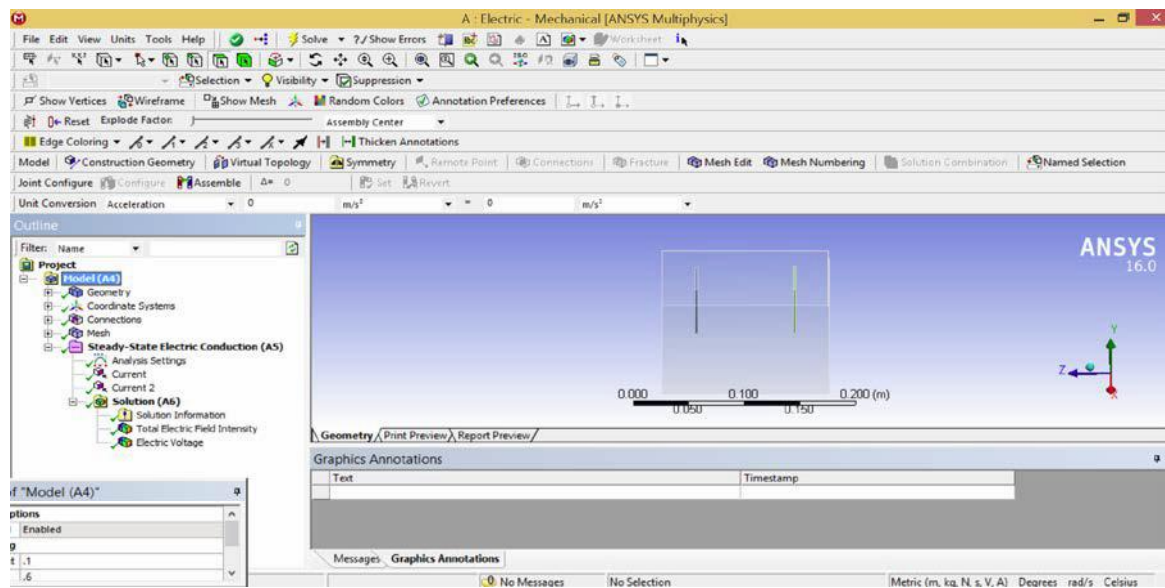 A : Electric - Mechanical [ANSYS Multiphysics]
File Edit View Units Tools Help Solve ?/ Show Errors A Worksheet
Selection Visibility Suppression
Show Vertices Wireframe Show Mesh Random Colors Annotation Preferences
Reset Explode Factor: Assembly Center
Edge Coloring Thicken Annotations
Model Construction Geometry Virtual Topology Symmetry Remote Point Connections Fracture Mesh Edit Mesh Numbering Solution Combination Named Selection
Joint Configure Configure Assemble Δ= 0 Set Revert
Unit Conversion Acceleration 0 m/s² = 0 m/s²
Outline
Filter: Name
Project
Model (A4)
Geometry
Coordinate Systems
Connections
Mesh
Steady-State Electric Conduction (A5)
Analysis Settings
Current
Current 2
Solution (A6)
Solution Information
Total Electric Field Intensity
Electric Voltage
ANSYS
16.0
Y
Z
X
0.000 0.100 0.200 (m)
0.050 0.150
Geometry Print Preview Report Preview
Graphics Annotations
Text Timestamp
f "Model (A4)"
ptions
Enabled
g
t .1
.6
Messages Graphics Annotations
0 No Messages No Selection Metric (m, kg, N, s, V, A) Degrees rad/s Celsius